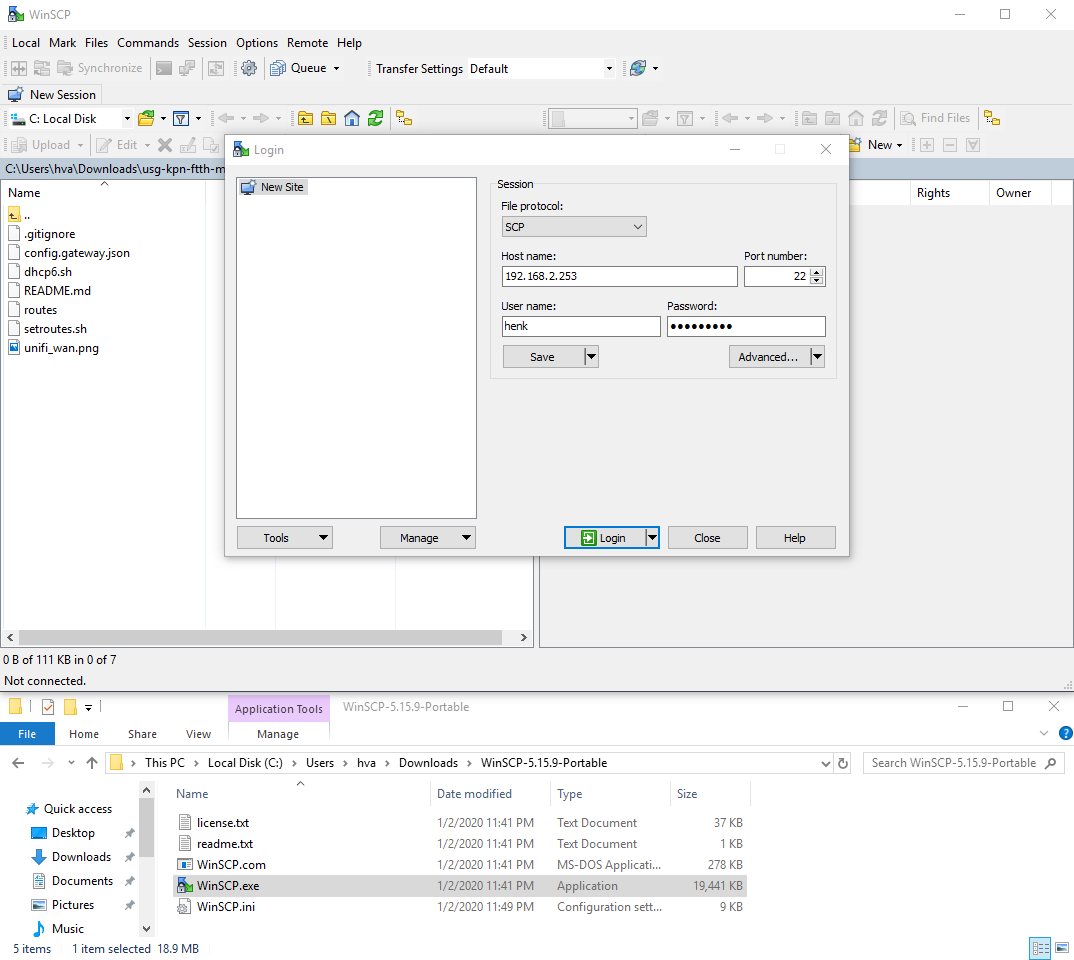 WinSCP
Local Mark Files Commands Session Options Remote Help
Synchronize Queue Transfer Settings Default
New Session
C: Local Disk Find Files
Upload Edit New
C:\Users\hva\Downloads\usg-kpn-ftth-m
Name Rights Owner
..
.gitignore
config.gateway.json
dhcp6.sh
README.md
routes
setroutes.sh
unifi_wan.png
Login
New Site
Session
File protocol:
SCP
Host name: Port number:
192.168.2.253 22
User name: Password:
henk •••••••••
Save Advanced...
Tools Manage Login Close Help
0 B of 111 KB in 0 of 7
Not connected.
Application Tools WinSCP-5.15.9-Portable
File Home Share View Manage
This PC Local Disk (C:) Users hva Downloads WinSCP-5.15.9-Portable Search WinSCP-5.15.9-Portable
Quick access
Desktop
Downloads
Documents
Pictures
Music
Name Date modified Type Size
license.txt 1/2/2020 11:41 PM Text Document 37 KB
readme.txt 1/2/2020 11:41 PM Text Document 1 KB
WinSCP.com 1/2/2020 11:41 PM MS-DOS Applicati... 278 KB
WinSCP.exe 1/2/2020 11:41 PM Application 19,441 KB
WinSCP.ini 1/2/2020 11:49 PM Configuration sett... 9 KB
5 items 1 item selected 18.9 MB